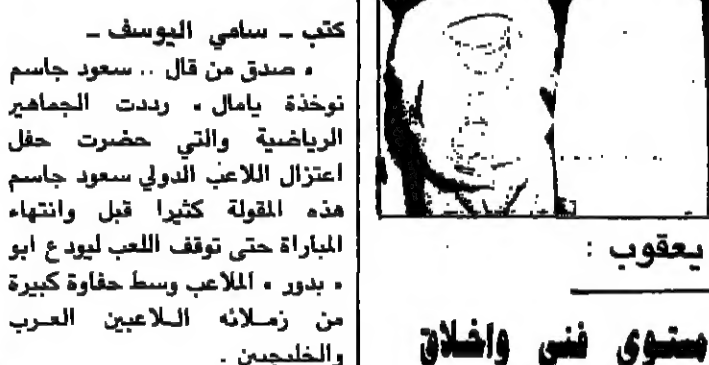 كتب ـ سامي اليوسف ـ
« صدق من قال .. سعود جاسم
نوخذة يامال » رددت الجماهير
الرياضية والتي حضرت حفل
اعتزال اللاعب الدولي سعود جاسم
هذه المقولة كثيرا قبل وانتهاء
المباراة حتى توقف اللعب ليودع ابو
« بدور » الملاعب وسط حفاوة كبيرة
من زملائه اللاعبين العرب
والخليجيين .
يعقوب :
مستوى فني واخلاق